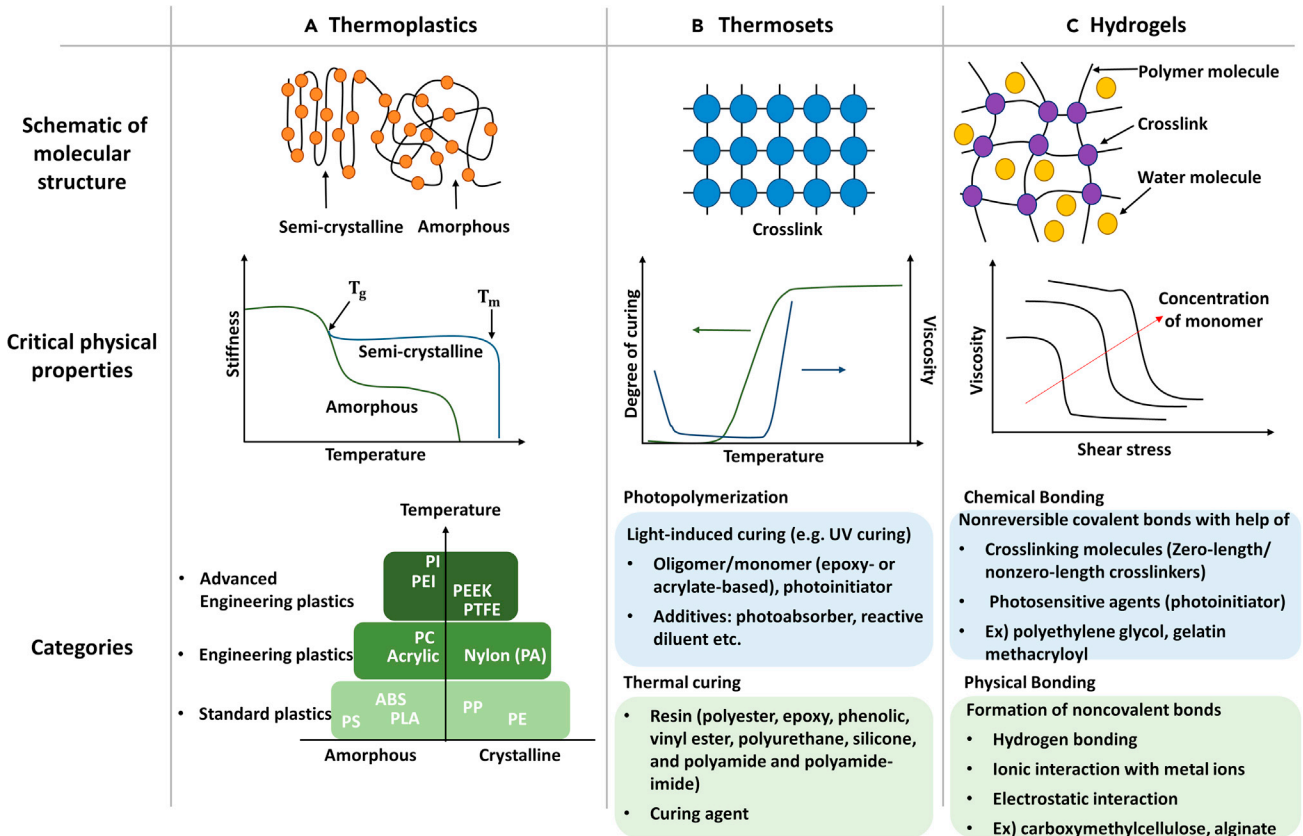 A Thermoplastics
B Thermosets
C Hydrogels
Schematic of
molecular
structure
Semi-crystalline
Amorphous
Crosslink
Polymer molecule
Crosslink
Water molecule
Critical physical
properties
Stiffness
Tg
Tm
Semi-crystalline
Amorphous
Temperature
Degree of curing
Viscosity
Temperature
Viscosity
Concentration
of monomer
Shear stress
Categories
Temperature
• Advanced
Engineering plastics
• Engineering plastics
• Standard plastics
PI
PEI
PEEK
PTFE
PC
Acrylic
Nylon (PA)
ABS
PS
PLA
PP
PE
Amorphous
Crystalline
Photopolymerization
Light-induced curing (e.g. UV curing)
• Oligomer/monomer (epoxy- or
acrylate-based), photoinitiator
• Additives: photoabsorber, reactive
diluent etc.
Thermal curing
• Resin (polyester, epoxy, phenolic,
vinyl ester, polyurethane, silicone,
and polyamide and polyamide-
imide)
• Curing agent
Chemical Bonding
Nonreversible covalent bonds with help of
• Crosslinking molecules (Zero-length/
nonzero-length crosslinkers)
• Photosensitive agents (photoinitiator)
• Ex) polyethylene glycol, gelatin
methacryloyl
Physical Bonding
Formation of noncovalent bonds
• Hydrogen bonding
• Ionic interaction with metal ions
• Electrostatic interaction
• Ex) carboxymethylcellulose, alginate